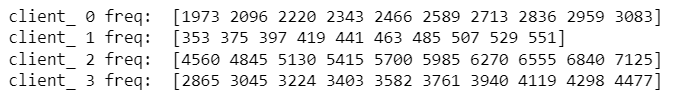 client_ 0 freq:  [1973 2096 2220 2343 2466 2589 2713 2836 2959 3083]
client_ 1 freq:  [353 375 397 419 441 463 485 507 529 551]
client_ 2 freq:  [4560 4845 5130 5415 5700 5985 6270 6555 6840 7125]
client_ 3 freq:  [2865 3045 3224 3403 3582 3761 3940 4119 4298 4477]